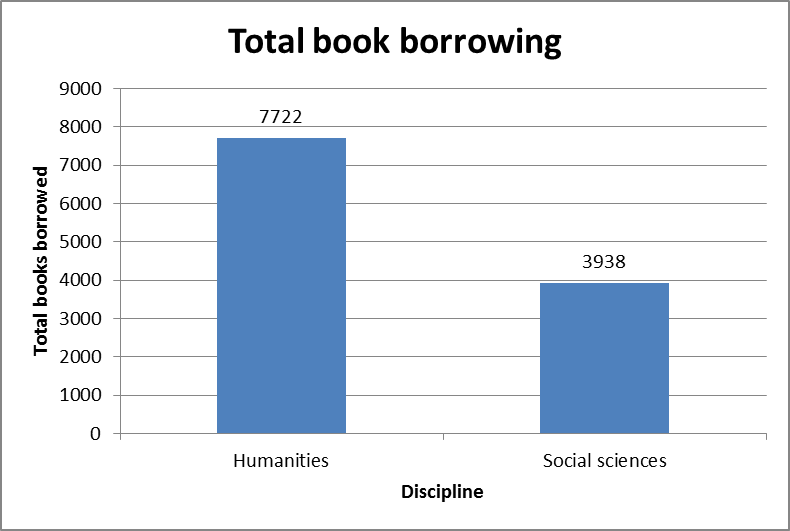 Total book borrowing
Total books borrowed
9000
8000
7000
6000
5000
4000
3000
2000
1000
0
7722
3938
Humanities
Social sciences
Discipline